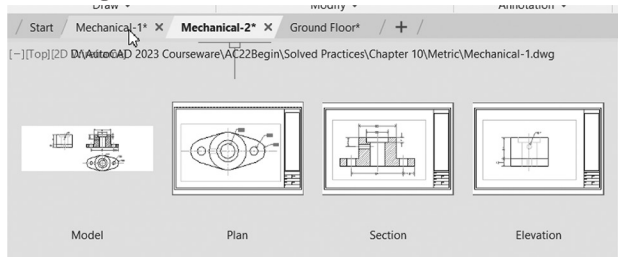 Draw Modify Annotation
Start Mechanical-1* × Mechanical-2* × Ground Floor* +
[−][Top][2D D:\AutoCAD 2023 Courseware\AC22Begin\Solved Practices\Chapter 10\Metric\Mechanical-1.dwg
Model Plan Section Elevation